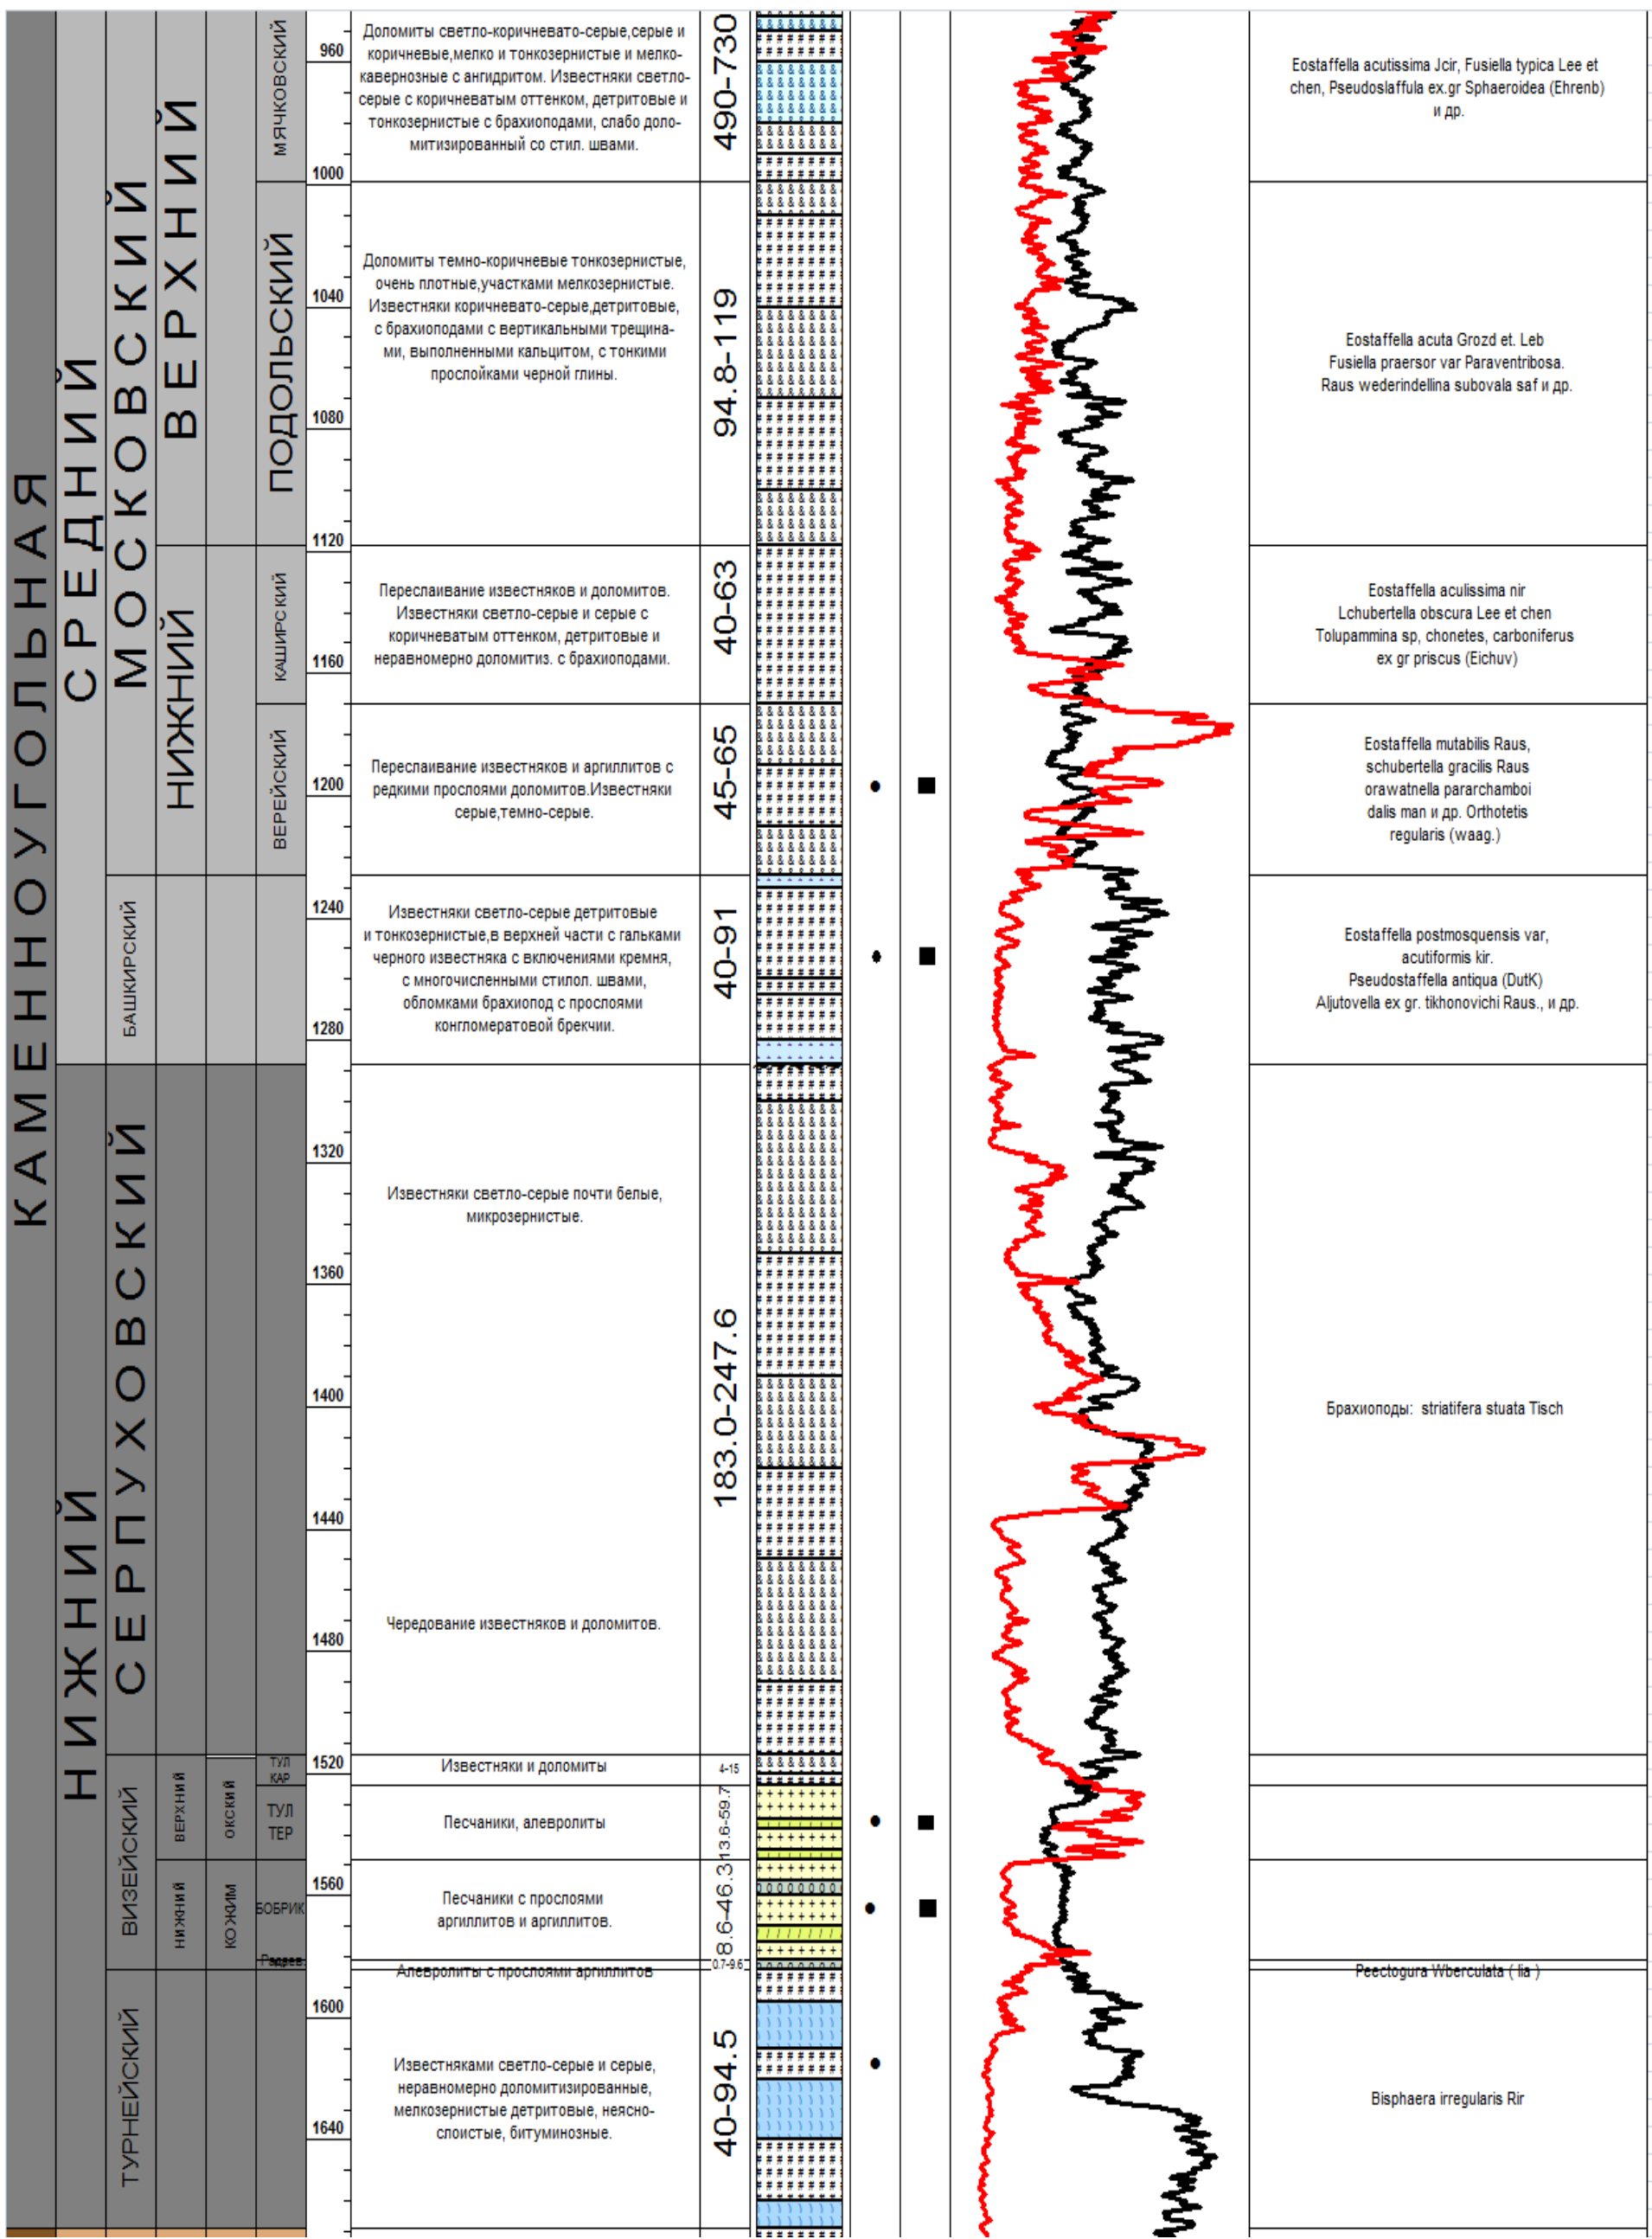 КАМЕННОУГОЛЬНАЯ
СРЕДНИЙ
НИЖНИЙ
МОСКОВСКИЙ
БАШКИРСКИЙ
СЕРПУХОВСКИЙ
ВИЗЕЙСКИЙ
ТУРНЕЙСКИЙ
ВЕРХНИЙ
НИЖНИЙ
ВЕРХНИЙ
НИЖНИЙ
ОКСКИЙ
КОЖИМ
МЯЧКОВСКИЙ
ПОДОЛЬСКИЙ
КАШИРСКИЙ
ВЕРЕЙСКИЙ
ТУЛ
КАР
ТУЛ
ТЕР
БОБРИК
960
1000
1040
1080
1120
1160
1200
1240
1280
1320
1360
1400
1440
1480
1520
1560
1600
1640
Доломиты светло-коричневато-серые,серые и
коричневые,мелко и тонкозернистые и мелко-
кавернозные с ангидритом. Известняки светло-
серые с коричневатым оттенком, детритовые и
тонкозернистые с брахиоподами, слабо доло-
митизированный со стил. швами.
490-730
Eostaffella acutissima Jcir, Fusiella typica Lee et
chen, Pseudoslaffula ex.gr Sphaeroidea (Ehrenb)
и др.
Доломиты темно-коричневые тонкозернистые,
очень плотные,участками мелкозернистые.
Известняки коричневато-серые,детритовые,
с брахиоподами с вертикальными трещина-
ми, выполненными кальцитом, с тонкими
прослойками черной глины.
94.8-119
Eostaffella acuta Grozd et. Leb
Fusiella praersor var Paraventribosa.
Raus wederindellina subovala saf и др.
Переслаивание известняков и доломитов.
Известняки светло-серые и серые с
коричневатым оттенком, детритовые и
неравномерно доломитиз. с брахиоподами.
40-63
Eostaffella aculissima nir
Lchubertella obscura Lee et chen
Tolupammina sp, chonetes, carboniferus
ex gr priscus (Eichuv)
Переслаивание известняков и аргиллитов с
редкими прослоями доломитов.Известняки
серые,темно-серые.
45-65
Eostaffella mutabilis Raus,
schubertella gracilis Raus
orawatnella pararchamboi
dalis man и др. Orthotetis
regularis (waag.)
Известняки светло-серые детритовые
и тонкозернистые,в верхней части с гальками
черного известняка с включениями кремня,
с многочисленными стилол. швами,
обломками брахиопод с прослоями
конгломератовой брекчии.
40-91
Eostaffella postmosquensis var,
acutiformis kir.
Pseudostaffella antiqua (DutK)
Aljutovella ex gr. tikhonovichi Raus., и др.
Известняки светло-серые почти белые,
микрозернистые.
Чередование известняков и доломитов.
183.0-247.6
Брахиоподы: striatifera stuata Tisch
Известняки и доломиты
4-15
Песчаники, алевролиты
13.6-59.7
Песчаники с прослоями
аргиллитов и аргиллитов.
8.6-46.3
Алевролиты с прослоями аргиллитов
0.7-9.6
Peectogura Wberculata ( lia )
Известняками светло-серые и серые,
неравномерно доломитизированные,
мелкозернистые детритовые, неясно-
слоистые, битуминозные.
40-94.5
Bisphaera irregularis Rir